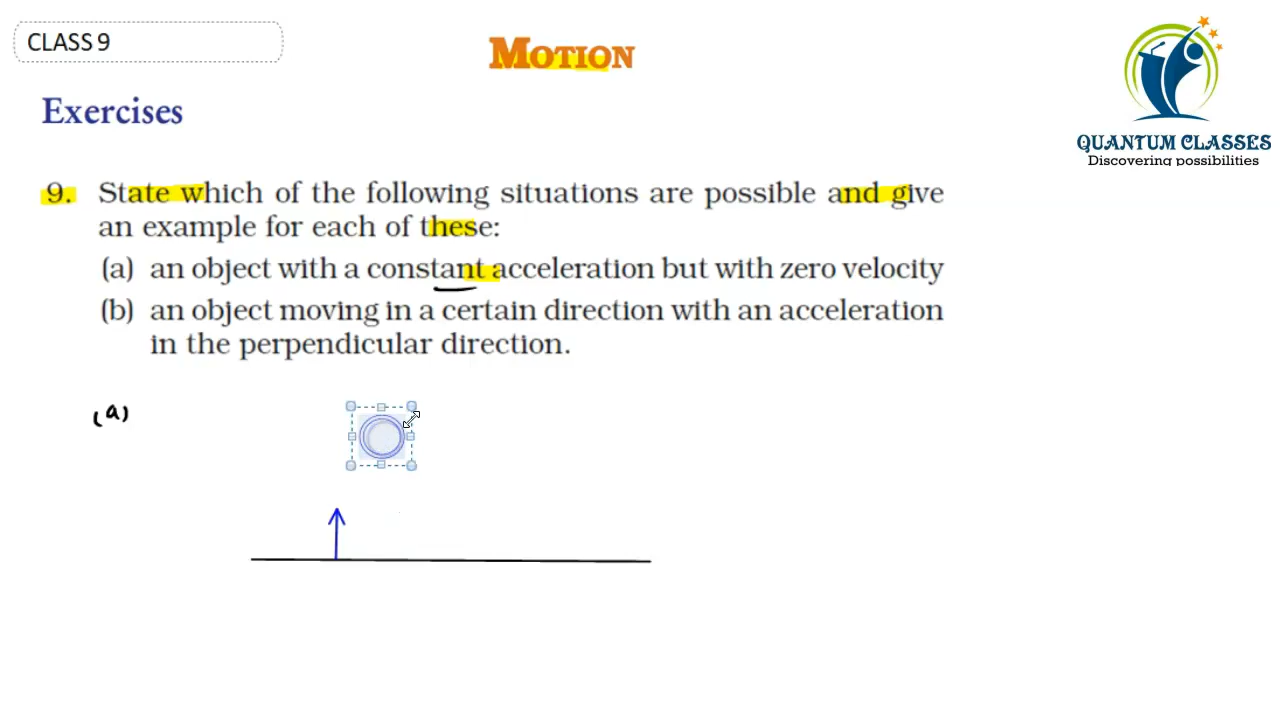 CLASS 9
MOTION
QUANTUM CLASSES
Discovering possibilities
Exercises
9. State which of the following situations are possible and give
an example for each of these:
(a) an object with a constant acceleration but with zero velocity
(b) an object moving in a certain direction with an acceleration
in the perpendicular direction.
(a)